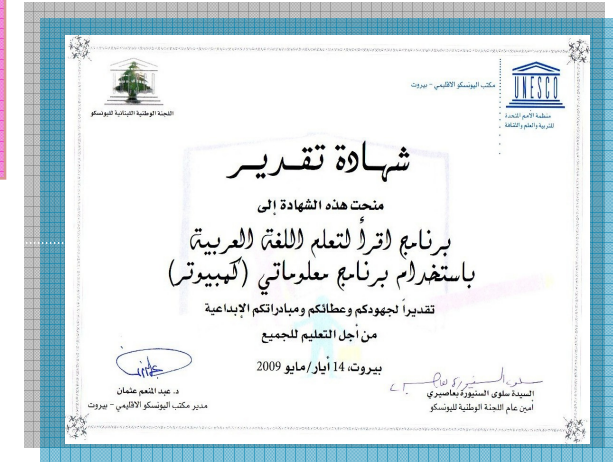 مكتب اليونسكو الاقليمي - بيروت
UNESCO
منظمة الأمم المتحدة
للتربية والعلم والثقافة
اللجنة الوطنية اللبنانية لليونسكو
شهادة تقدير
منحت هذه الشهادة إلى
برنامج اقرأ لتعلم اللغة العربية
باستخدام برنامج معلوماتي (كمبيوتر)
تقديراً لجهودكم وعطائكم ومبادراتكم الإبداعية
من أجل التعليم للجميع
بيروت، 14 أيار/مايو 2009
السيدة سلوى السنيورة بعاصيري
أمين عام اللجنة الوطنية لليونسكو
د. عبد المنعم عثمان
مدير مكتب اليونسكو الاقليمي - بيروت